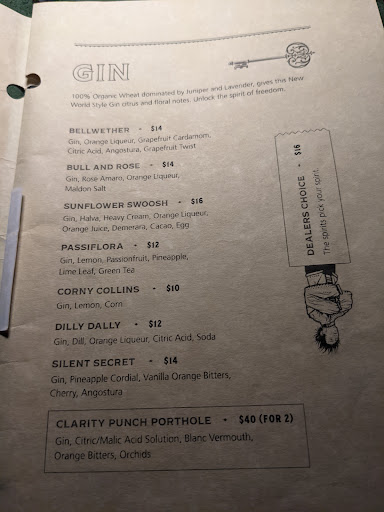 GIN
100% Organic Wheat dominated by Juniper and Lavender, gives this New
World Style Gin citrus and floral notes. Unlock the spirit of freedom.
BELLWETHER - $14
Gin, Orange Liqueur, Grapefruit Cardamom,
Citric Acid, Angostura, Grapefruit Twist
BULL AND ROSE - $14
Gin, Rose Amaro, Orange Liqueur,
Maldon Salt
SUNFLOWER SWOOSH - $16
Gin, Halva, Heavy Cream, Orange Liqueur,
Orange Juice, Demerara, Cacao, Egg
PASSIFLORA - $12
Gin, Lemon, Passionfruit, Pineapple,
Lime Leaf, Green Tea
CORNY COLLINS - $10
Gin, Lemon, Corn
DILLY DALLY - $12
Gin, Dill, Orange Liqueur, Citric Acid, Soda
SILENT SECRET - $14
Gin, Pineapple Cordial, Vanilla Orange Bitters,
Cherry, Angostura
CLARITY PUNCH PORTHOLE - $40 (FOR 2)
Gin, Citric/Malic Acid Solution, Blanc Vermouth,
Orange Bitters, Orchids
DEALERS CHOICE - $16
The spirits pick your spirit.